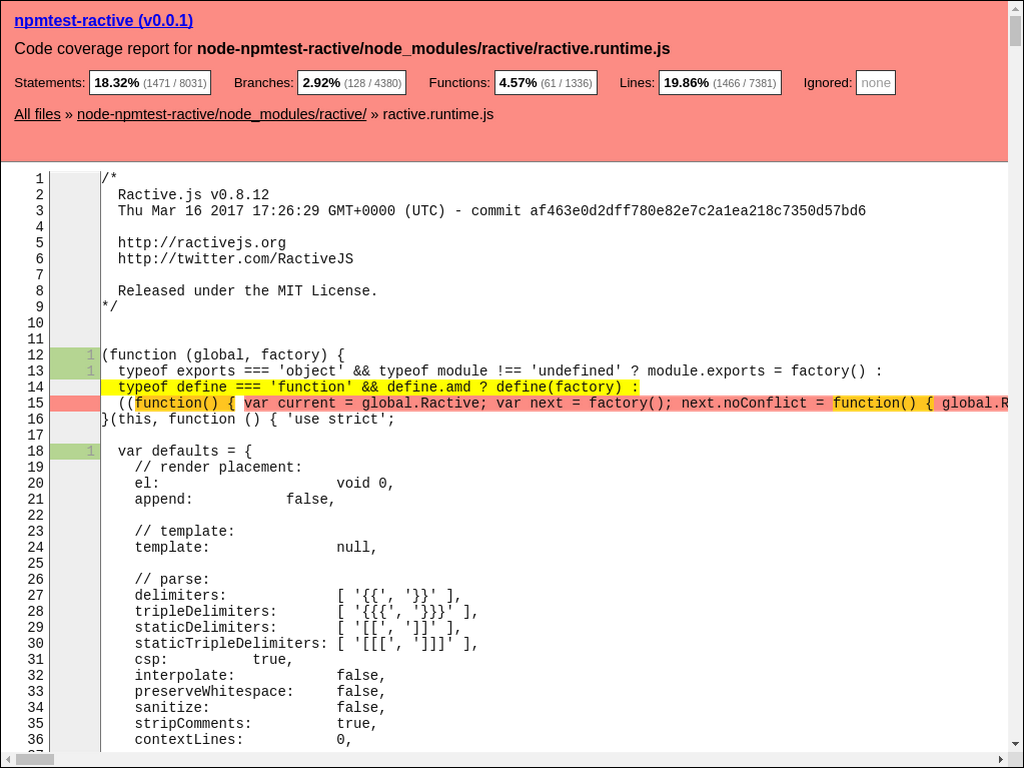 npmtest-ractive (v0.0.1)
Code coverage report for node-npmtest-ractive/node_modules/ractive/ractive.runtime.js
Statements: 18.32% (1471 / 8031) Branches: 2.92% (128 / 4380) Functions: 4.57% (61 / 1336) Lines: 19.86% (1466 / 7381) Ignored: none
All files » node-npmtest-ractive/node_modules/ractive/ » ractive.runtime.js
1 /*
2 Ractive.js v0.8.12
3 Thu Mar 16 2017 17:26:29 GMT+0000 (UTC) - commit af463e0d2dff780e82e7c2a1ea218c7350d57bd6
4
5 http://ractivejs.org
6 http://twitter.com/RactiveJS
7
8 Released under the MIT License.
9 */
10
11
12 1 (function (global, factory) {
13 1 typeof exports === 'object' && typeof module !== 'undefined' ? module.exports = factory() :
14 typeof define === 'function' && define.amd ? define(factory) :
15 ((function() { var current = global.Ractive; var next = factory(); next.noConflict = function() { global.R
16 }(this, function () { 'use strict';
17
18 1 var defaults = {
19 // render placement:
20 el: void 0,
21 append: false,
22
23 // template:
24 template: null,
25
26 // parse:
27 delimiters: [ '{{', '}}' ],
28 tripleDelimiters: [ '{{{', '}}}' ],
29 staticDelimiters: [ '[[', ']]' ],
30 staticTripleDelimiters: [ '[[[', ']]]' ],
31 csp: true,
32 interpolate: false,
33 preserveWhitespace: false,
34 sanitize: false,
35 stripComments: true,
36 contextLines: 0,